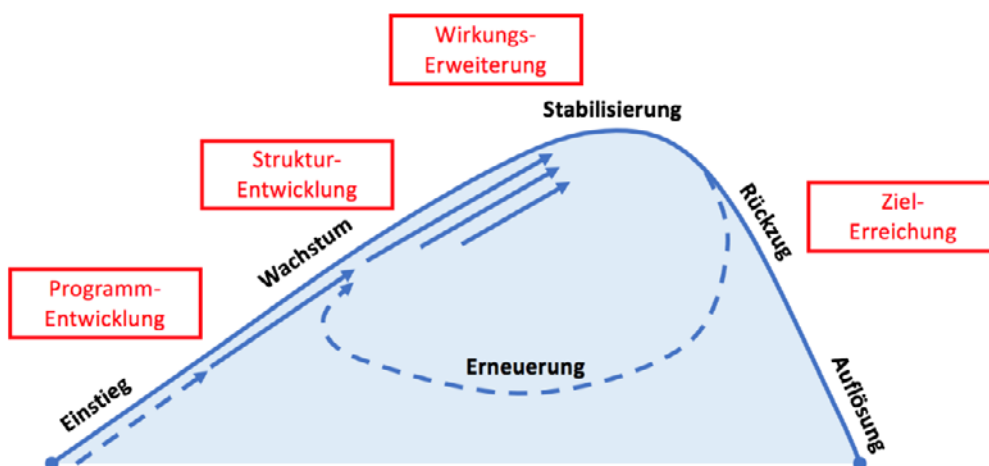 Wirkungs-
Erweiterung
Stabilisierung
Struktur-
Entwicklung
Wachstum
Rückzug
Ziel-
Erreichung
Programm-
Entwicklung
Erneuerung
Einstieg
Auflösung